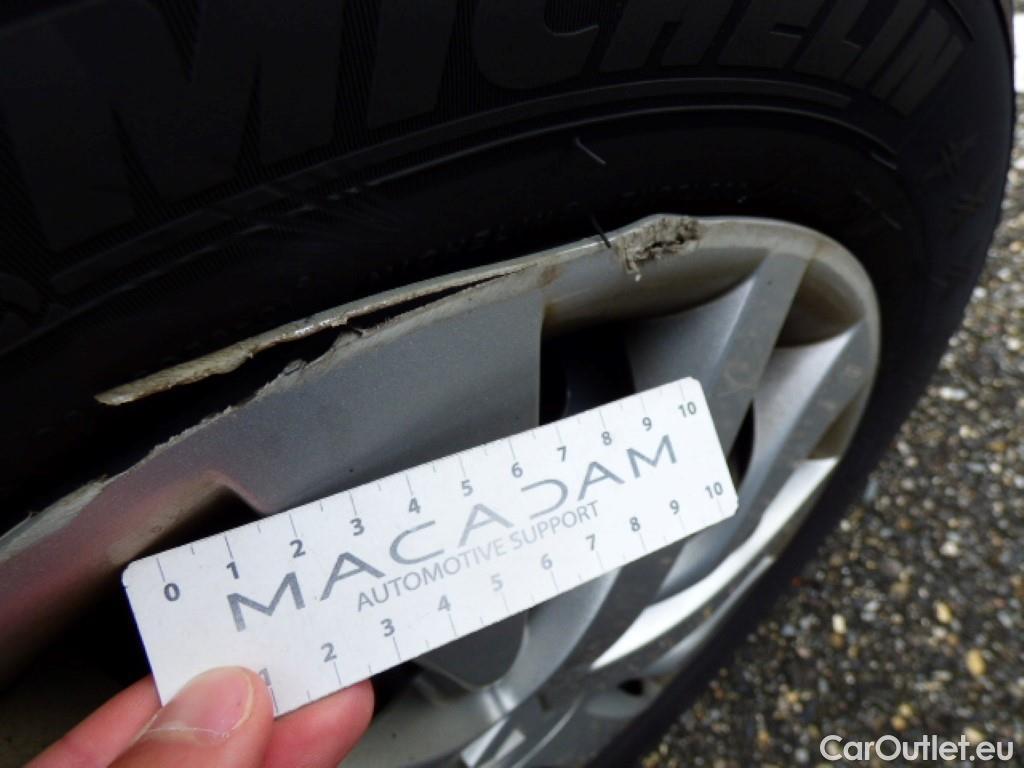 MICHELIN
0 1 2 3 4 5 6 7 8 9 10
MACADAM
AUTOMOTIVE SUPPORT
1 2 3 4 5 6 7 8 9 10
CarOutlet.eu